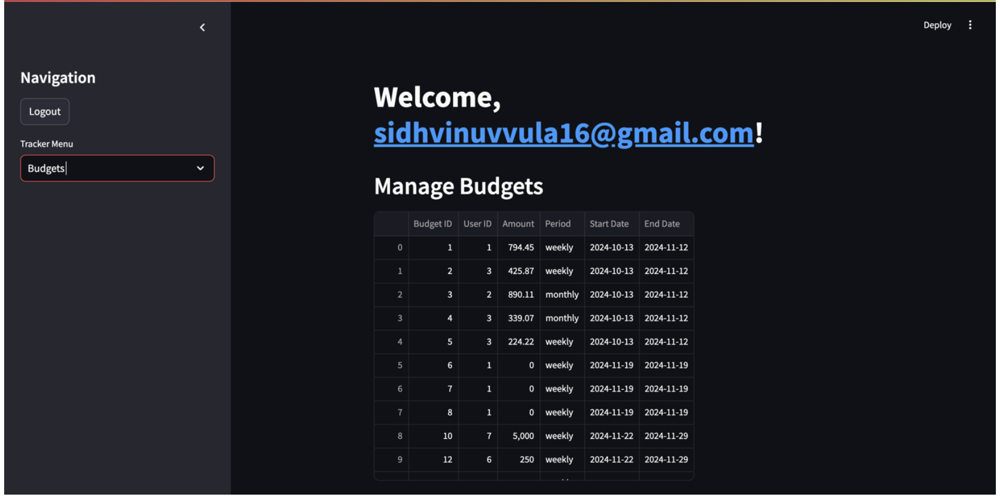 Deploy
Navigation
Logout
Tracker Menu
Budgets
Welcome,
sidhvinuvvula16@gmail.com!
Manage Budgets
Budget ID User ID Amount Period Start Date End Date
0 1 1 794.45 weekly 2024-10-13 2024-11-12
1 2 3 425.87 weekly 2024-10-13 2024-11-12
2 3 2 890.11 monthly 2024-10-13 2024-11-12
3 4 3 339.07 monthly 2024-10-13 2024-11-12
4 5 3 224.22 weekly 2024-10-13 2024-11-12
5 6 1 0 weekly 2024-11-19 2024-11-19
6 7 1 0 weekly 2024-11-19 2024-11-19
7 8 1 0 weekly 2024-11-19 2024-11-19
8 10 7 5,000 weekly 2024-11-22 2024-11-29
9 12 6 250 weekly 2024-11-22 2024-11-29